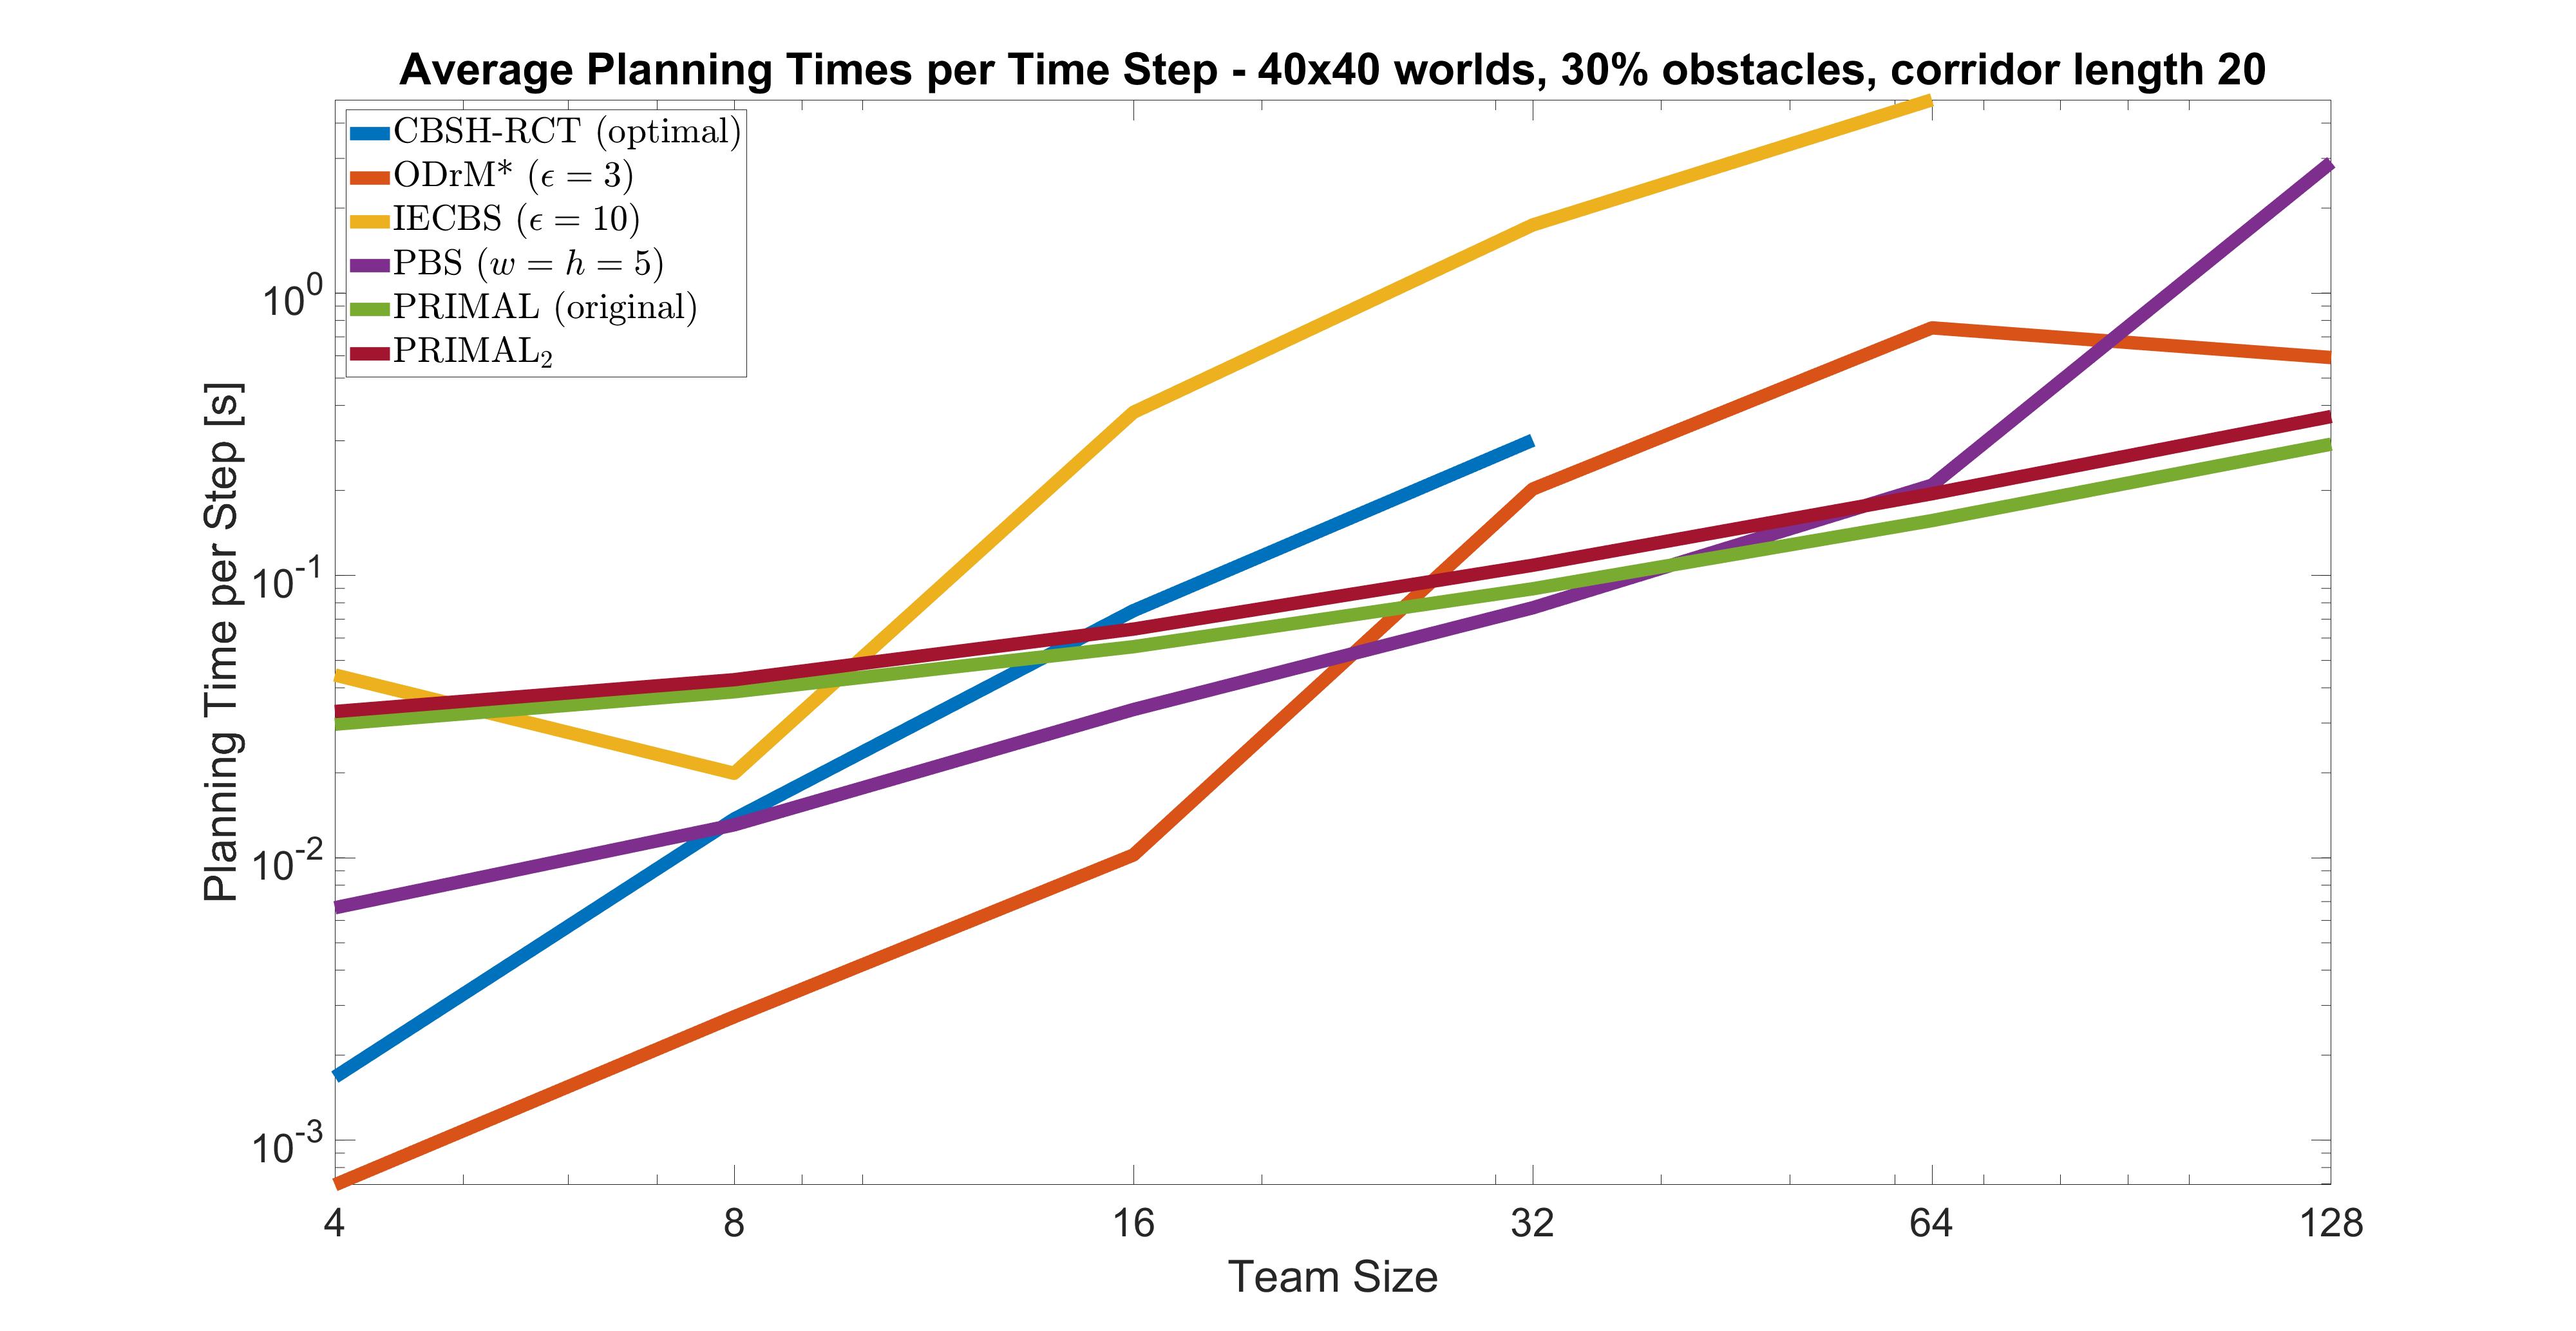 Average Planning Times per Time Step - 40x40 worlds, 30% obstacles, corridor length 20
CBSH-RCT (optimal)
ODrM* (ϵ = 3)
IECBS (ϵ = 10)
PBS (w = h = 5)
PRIMAL (original)
PRIMAL₂
Planning Time per Step [s]
10⁰
10⁻¹
10⁻²
10⁻³
4 8 16 32 64 128
Team Size